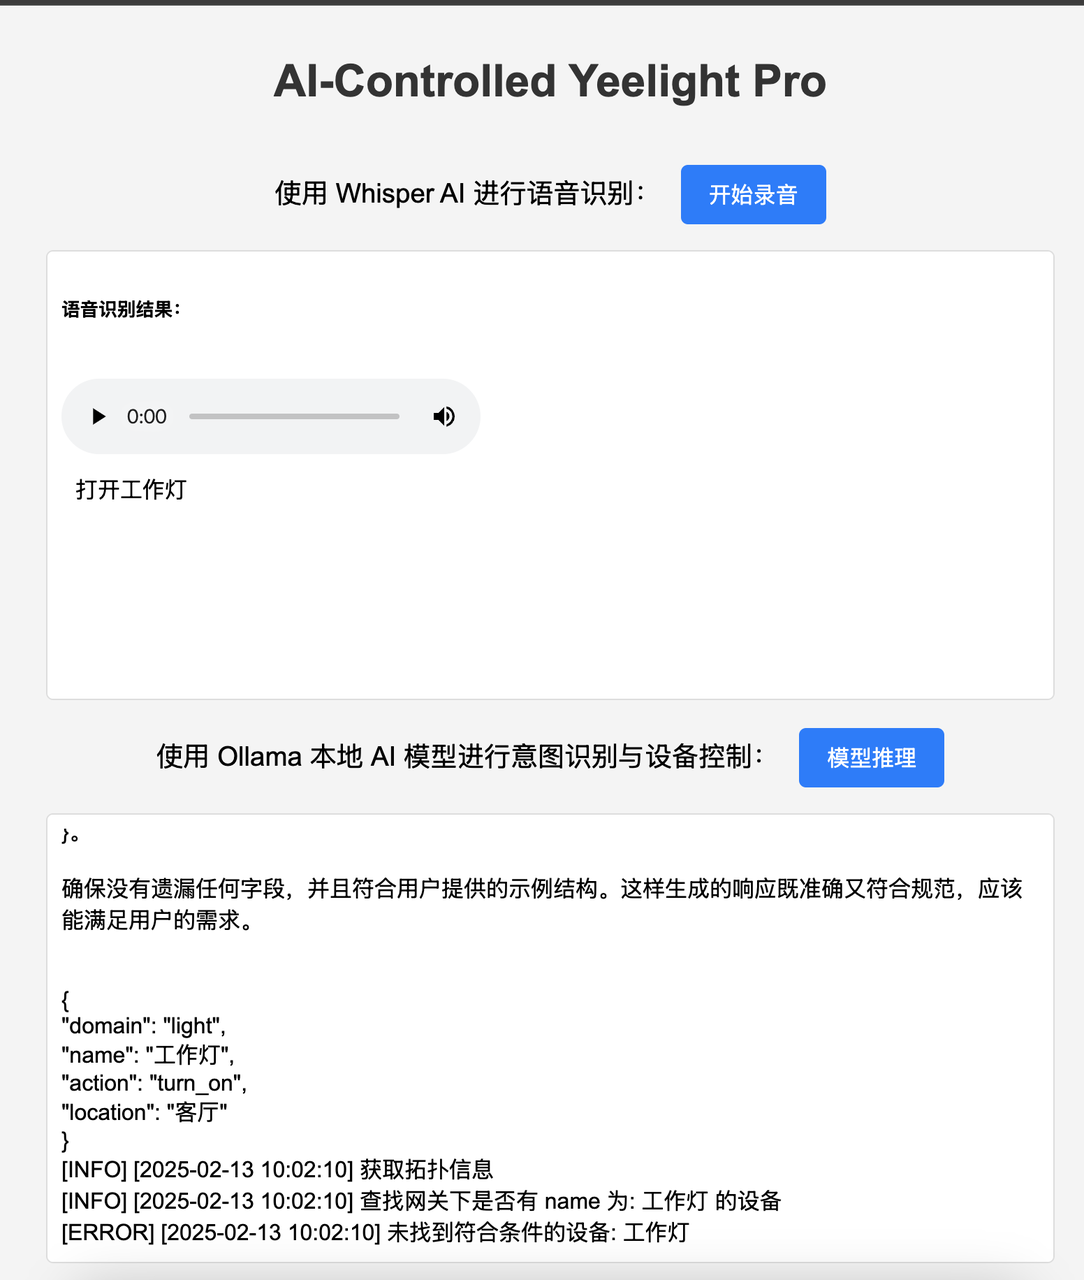 AI-Controlled Yeelight Pro
使用 Whisper AI 进行语音识别：
开始录音
语音识别结果：
0:00
打开工作灯
使用 Ollama 本地 AI 模型进行意图识别与设备控制：
模型推理
}。
确保没有遗漏任何字段，并且符合用户提供的示例结构。这样生成的响应既准确又符合规范，应该
能满足用户的需求。
{
"domain": "light",
"name": "工作灯",
"action": "turn_on",
"location": "客厅"
}
[INFO] [2025-02-13 10:02:10] 获取拓扑信息
[INFO] [2025-02-13 10:02:10] 查找网关下是否有 name 为: 工作灯 的设备
[ERROR] [2025-02-13 10:02:10] 未找到符合条件的设备: 工作灯